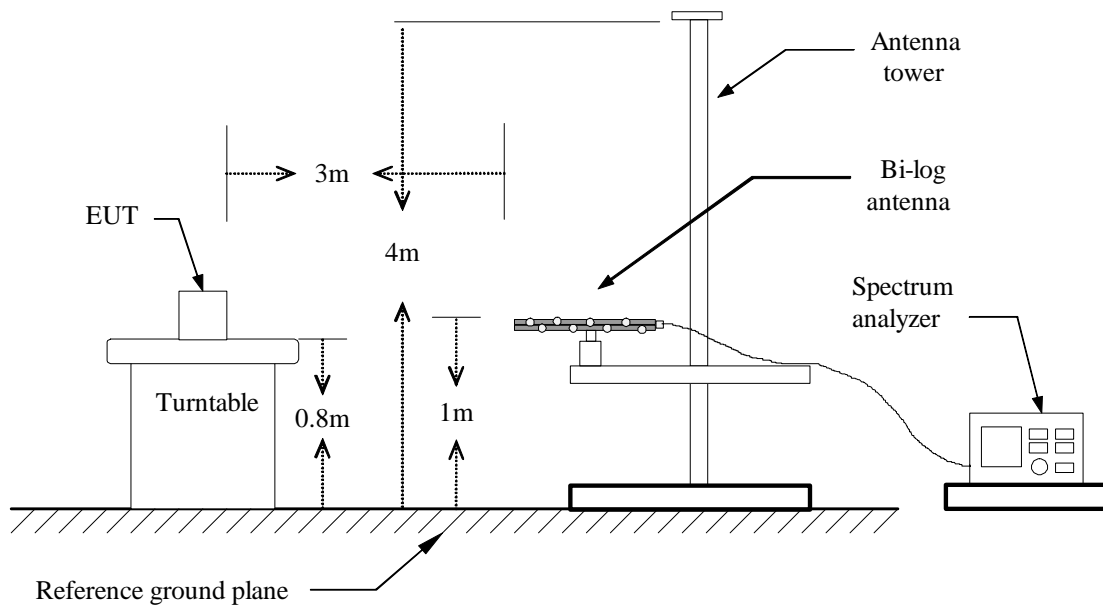 Antenna
tower
3m
Bi-log
antenna
EUT
4m
Spectrum
analyzer
Turntable
0.8m
1m
Reference ground plane